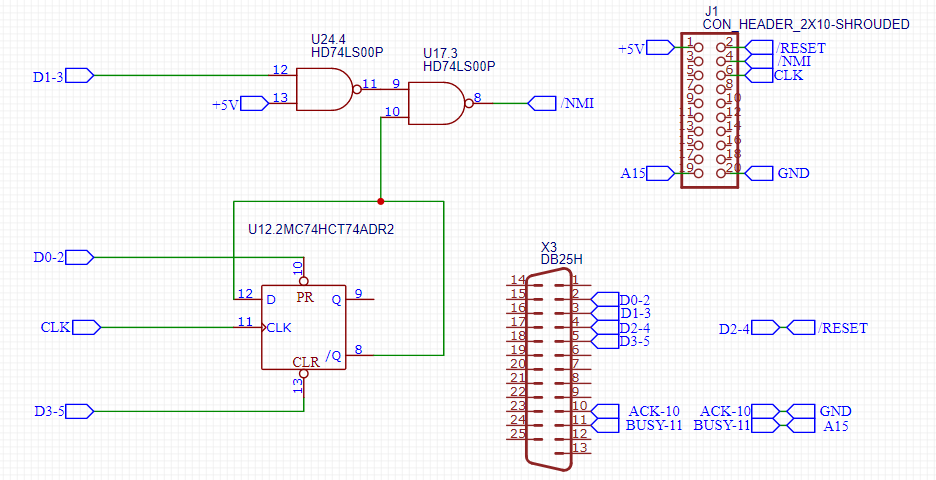 J1
CON_HEADER_2X10-SHROUDED
U24.4
HD74LS00P
U17.3
HD74LS00P
+5V 1 2 /RESET
3 4 /NMI
5 6 CLK
7 8
9 10
11 12
13 14
15 16
17 18
A15 19 20 GND
D1-3 12 11 9
+5V 13 10 8 /NMI
U12.2MC74HCT74ADR2
D0-2 10
12 D PR Q 9
CLK 11 CLK
/Q 8
CLR
D3-5 13
X3
DB25H
14 1
15 2 D0-2
16 3 D1-3
17 4 D2-4
18 5 D3-5
19 6
20 7
21 8
22 9
23 10 ACK-10
24 11 BUSY-11
25 12
13
D2-4 /RESET
ACK-10 GND
BUSY-11 A15